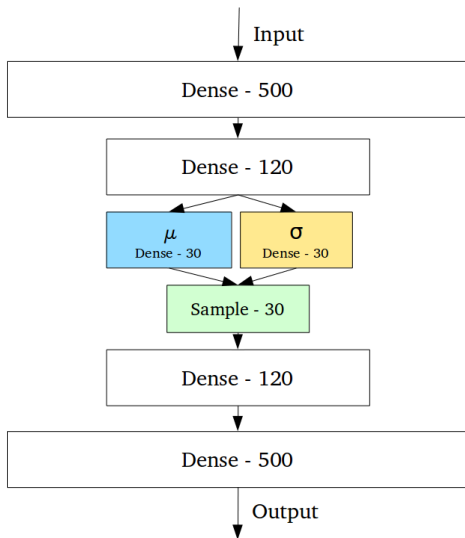 Input
Dense - 500
Dense - 120
μ
Dense - 30
σ
Dense - 30
Sample - 30
Dense - 120
Dense - 500
Output